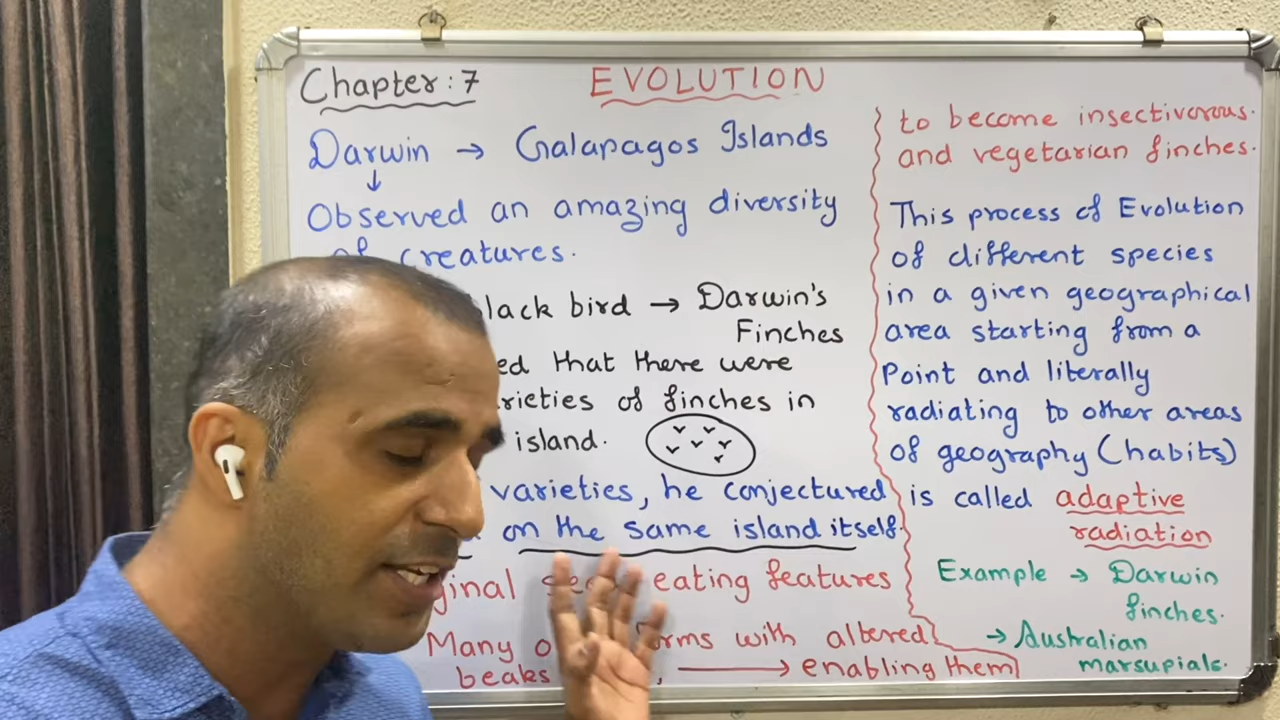 Chapter : 7
EVOLUTION
Darwin → Galapagos Islands
↓
Observed an amazing diversity
of creatures.
lack bird → Darwin's
Finches
ed that there were
rieties of finches in
island.
varieties, he conjectured
on the same island itself.
ginal eating features
Many with altered
beaks → enabling them
to become insectivorous.
and vegetarian finches.
This process of Evolution
of different species
in a given geographical
area starting from a
Point and literally
radiating to other areas
of geography (habits)
is called adaptive
radiation
Example → Darwin
finches.
→ Australian
marsupials.